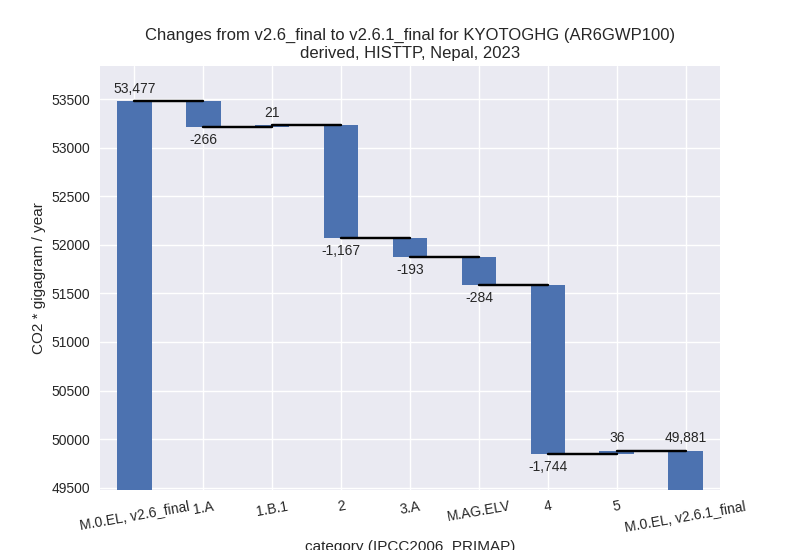 Changes from v2.6_final to v2.6.1_final for KYOTOGHG (AR6GWP100)
derived, HISTTP, Nepal, 2023
CO2 * gigagram / year
53500
53000
52500
52000
51500
51000
50500
50000
49500
53,477
-266
21
-1,167
-193
-284
-1,744
36
49,881
M.0.EL, v2.6_final
1.A
1.B.1
2
3.A
M.AG.ELV
4
5
M.0.EL, v2.6.1_final
category (IPCC2006_PRIMAP)